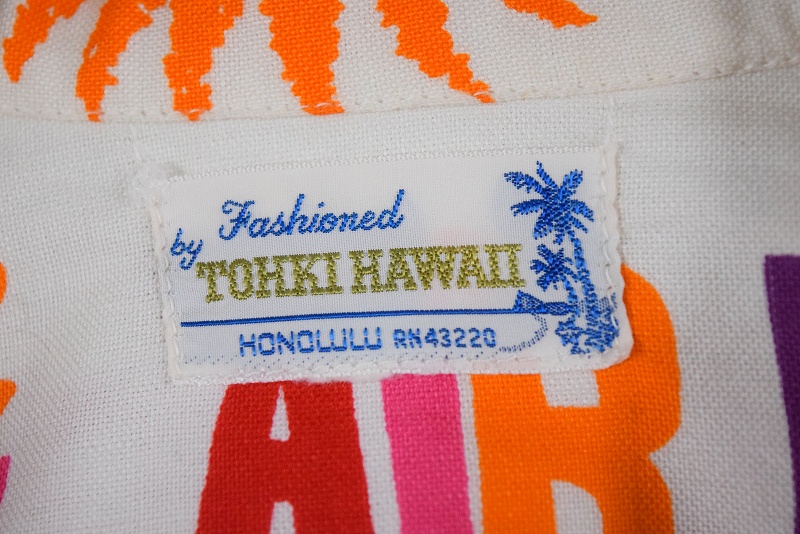 Fashioned
by
TOHKI HAWAII
HONOLULU RN43220
AIR